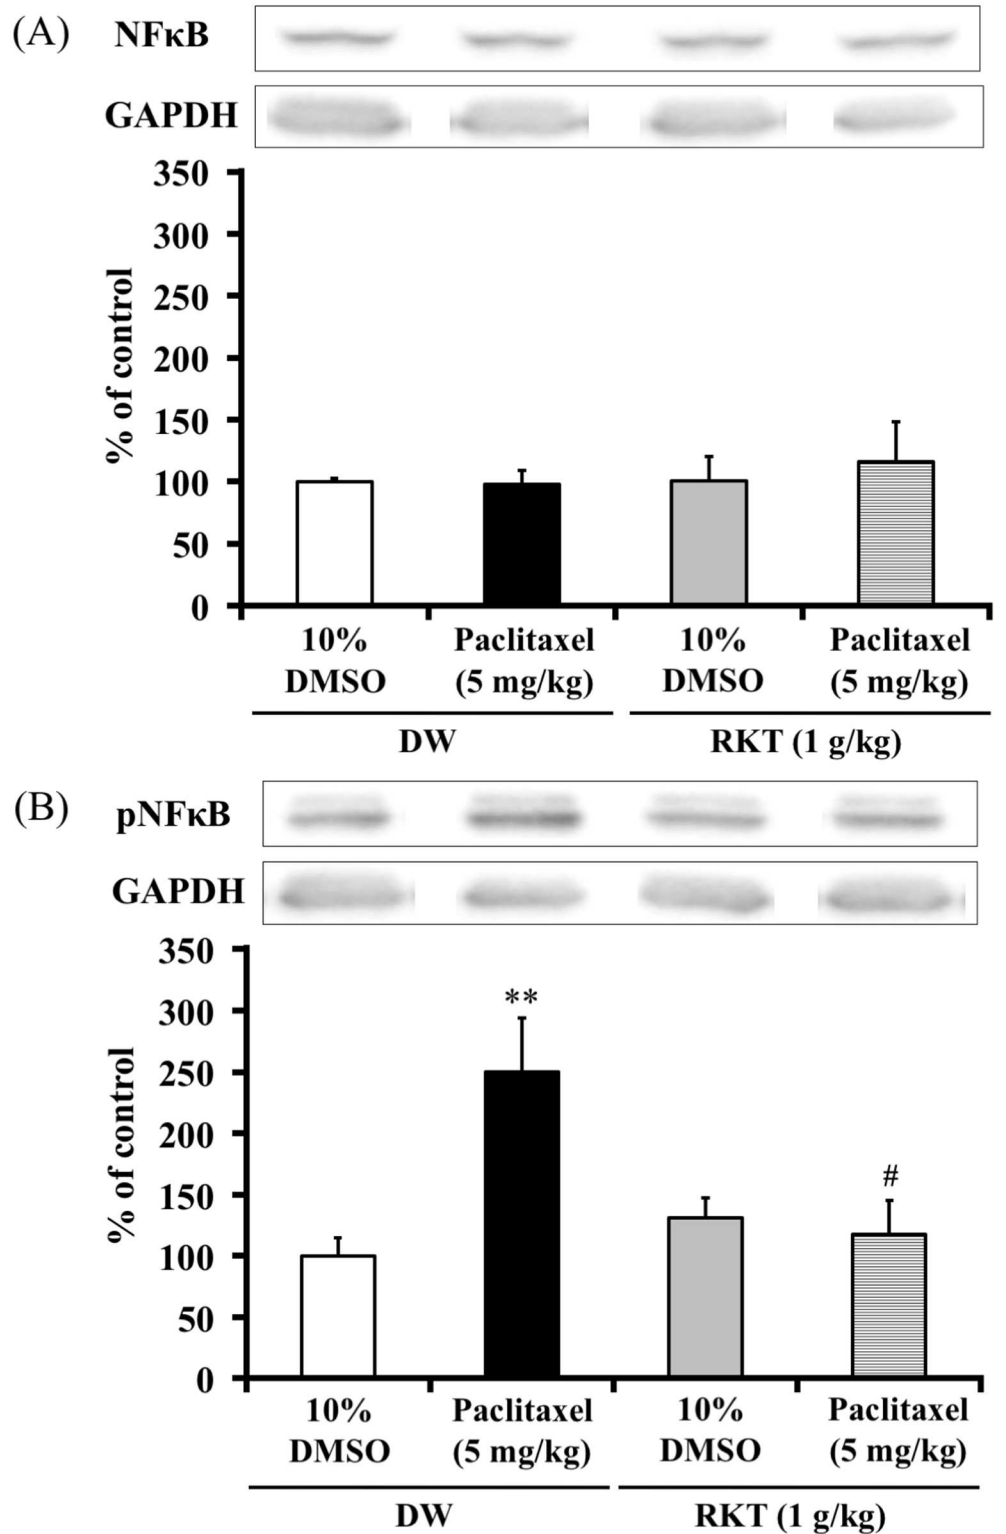 (A) NFκB
GAPDH
350
300
250
200
150
100
50
0
% of control
10% Paclitaxel 10% Paclitaxel
DMSO (5 mg/kg) DMSO (5 mg/kg)
DW RKT (1 g/kg)
(B) pNFκB
GAPDH
350
**
300
250
200
#
150
100
50
0
% of control
10% Paclitaxel 10% Paclitaxel
DMSO (5 mg/kg) DMSO (5 mg/kg)
DW RKT (1 g/kg)